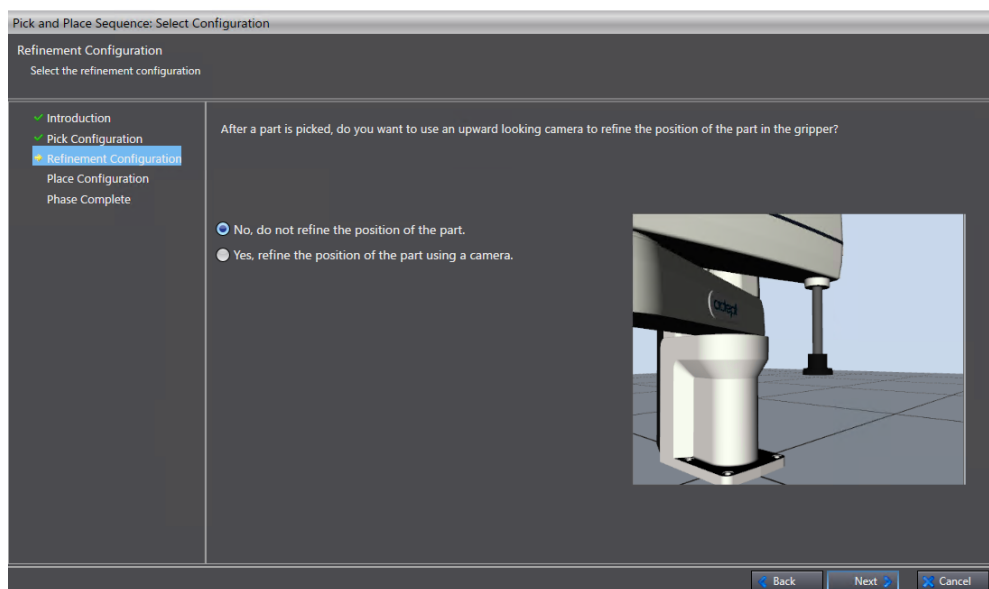 Pick and Place Sequence: Select Configuration
Refinement Configuration
Select the refinement configuration
Introduction
Pick Configuration
Refinement Configuration
Place Configuration
Phase Complete
After a part is picked, do you want to use an upward looking camera to refine the position of the part in the gripper?
No, do not refine the position of the part.
Yes, refine the position of the part using a camera.
adept
Back
Next
Cancel